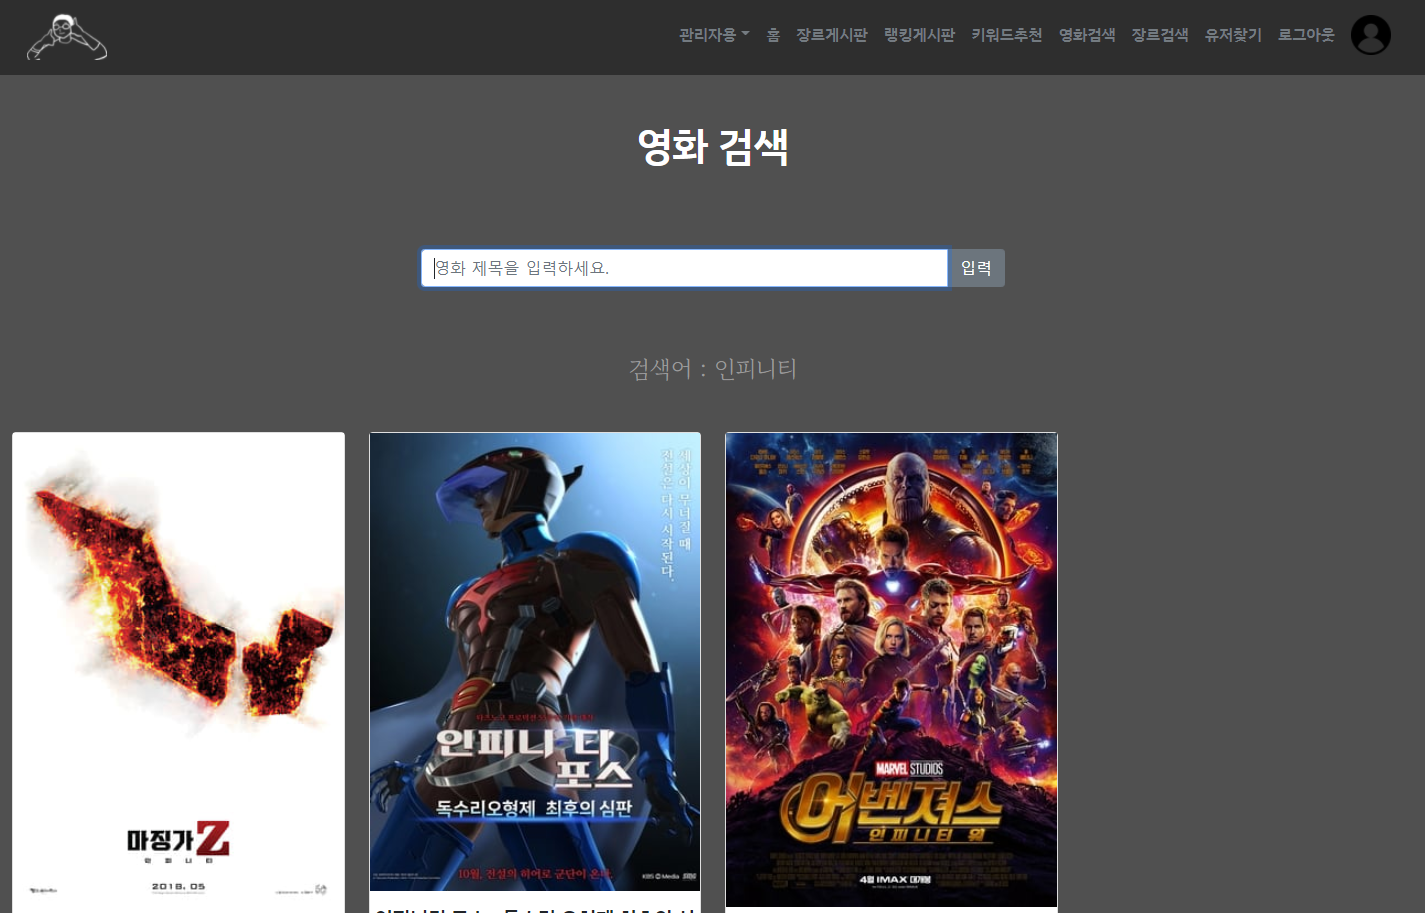 관리자용 홈 장르게시판 랭킹게시판 키워드추천 영화검색 장르검색 유저찾기 로그아웃
영화 검색
영화 제목을 입력하세요. 입력
검색어 : 인피니티
마징가Z
인피니티
2018. 05
세상이 무너질 때
전설은 다시 시작된다.
인피니티
포스
독수리오형제 최후의 심판
10월, 전설의 히어로 군단이 온다.
KBS Media
MARVEL STUDIOS
어벤져스
인피니티 워
4월 IMAX 대개봉